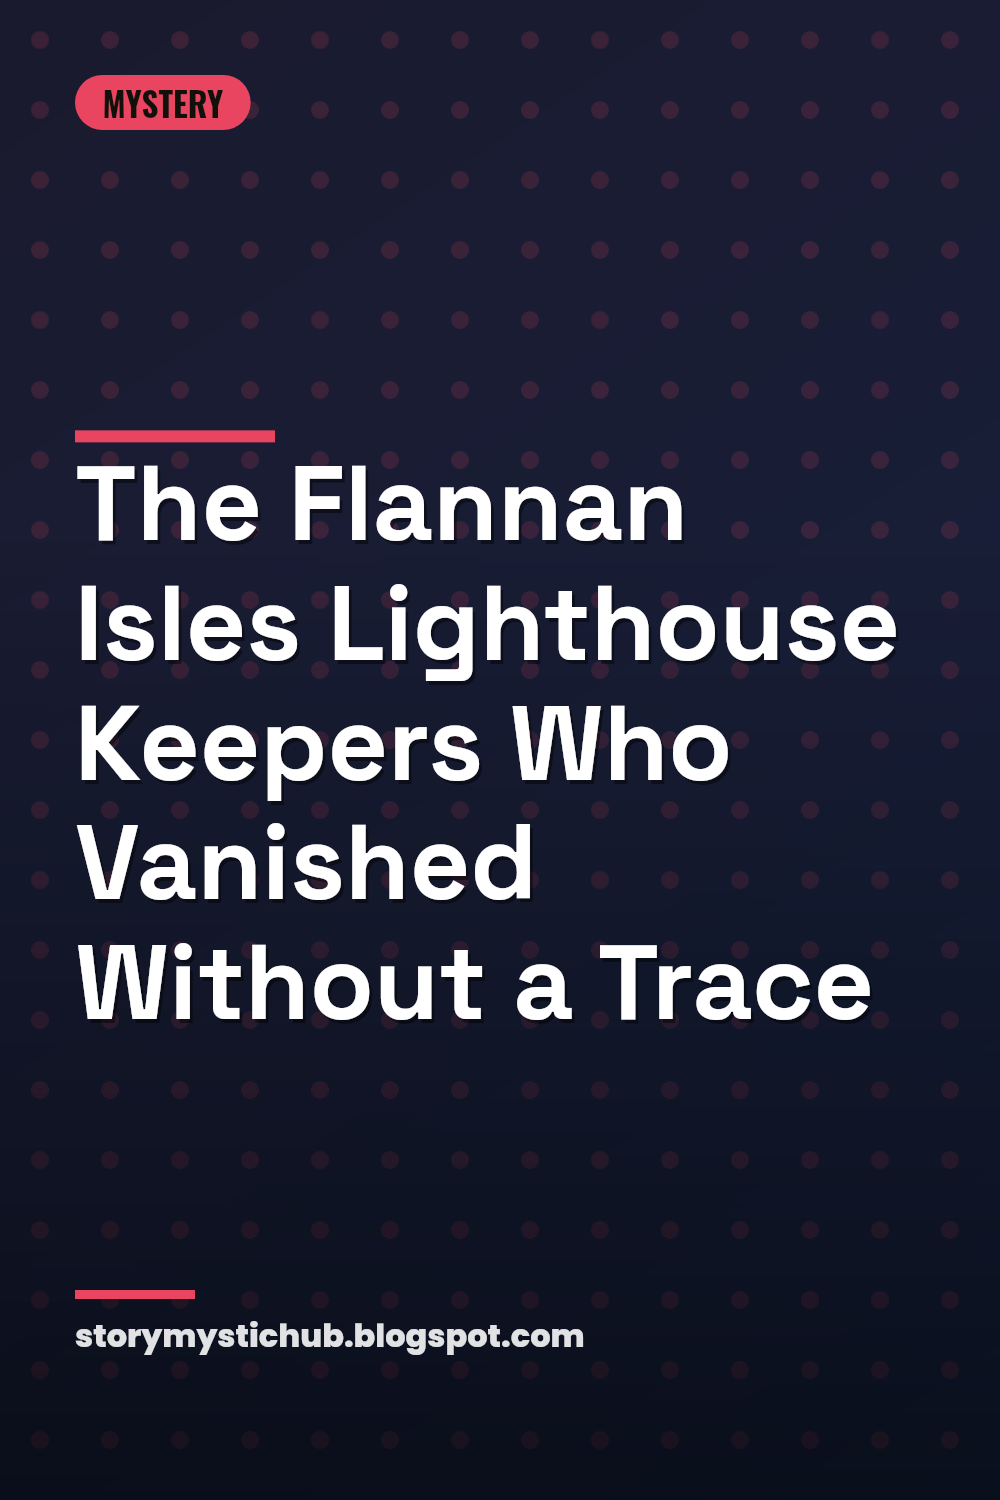 MYSTERY
The Flannan
Isles Lighthouse
Keepers Who
Vanished
Without a Trace
storymystichub.blogspot.com